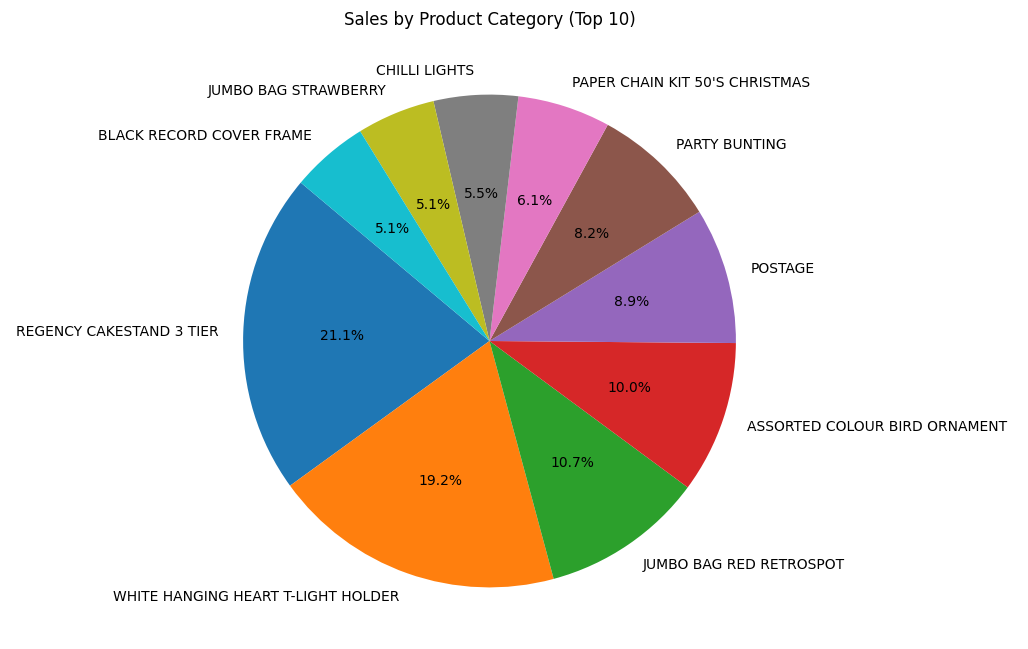 Sales by Product Category (Top 10)
CHILLI LIGHTS
PAPER CHAIN KIT 50'S CHRISTMAS
JUMBO BAG STRAWBERRY
BLACK RECORD COVER FRAME
PARTY BUNTING
5.5%
6.1%
5.1%
5.1%
8.2%
POSTAGE
8.9%
REGENCY CAKESTAND 3 TIER
21.1%
10.0%
ASSORTED COLOUR BIRD ORNAMENT
10.7%
19.2%
JUMBO BAG RED RETROSPOT
WHITE HANGING HEART T-LIGHT HOLDER